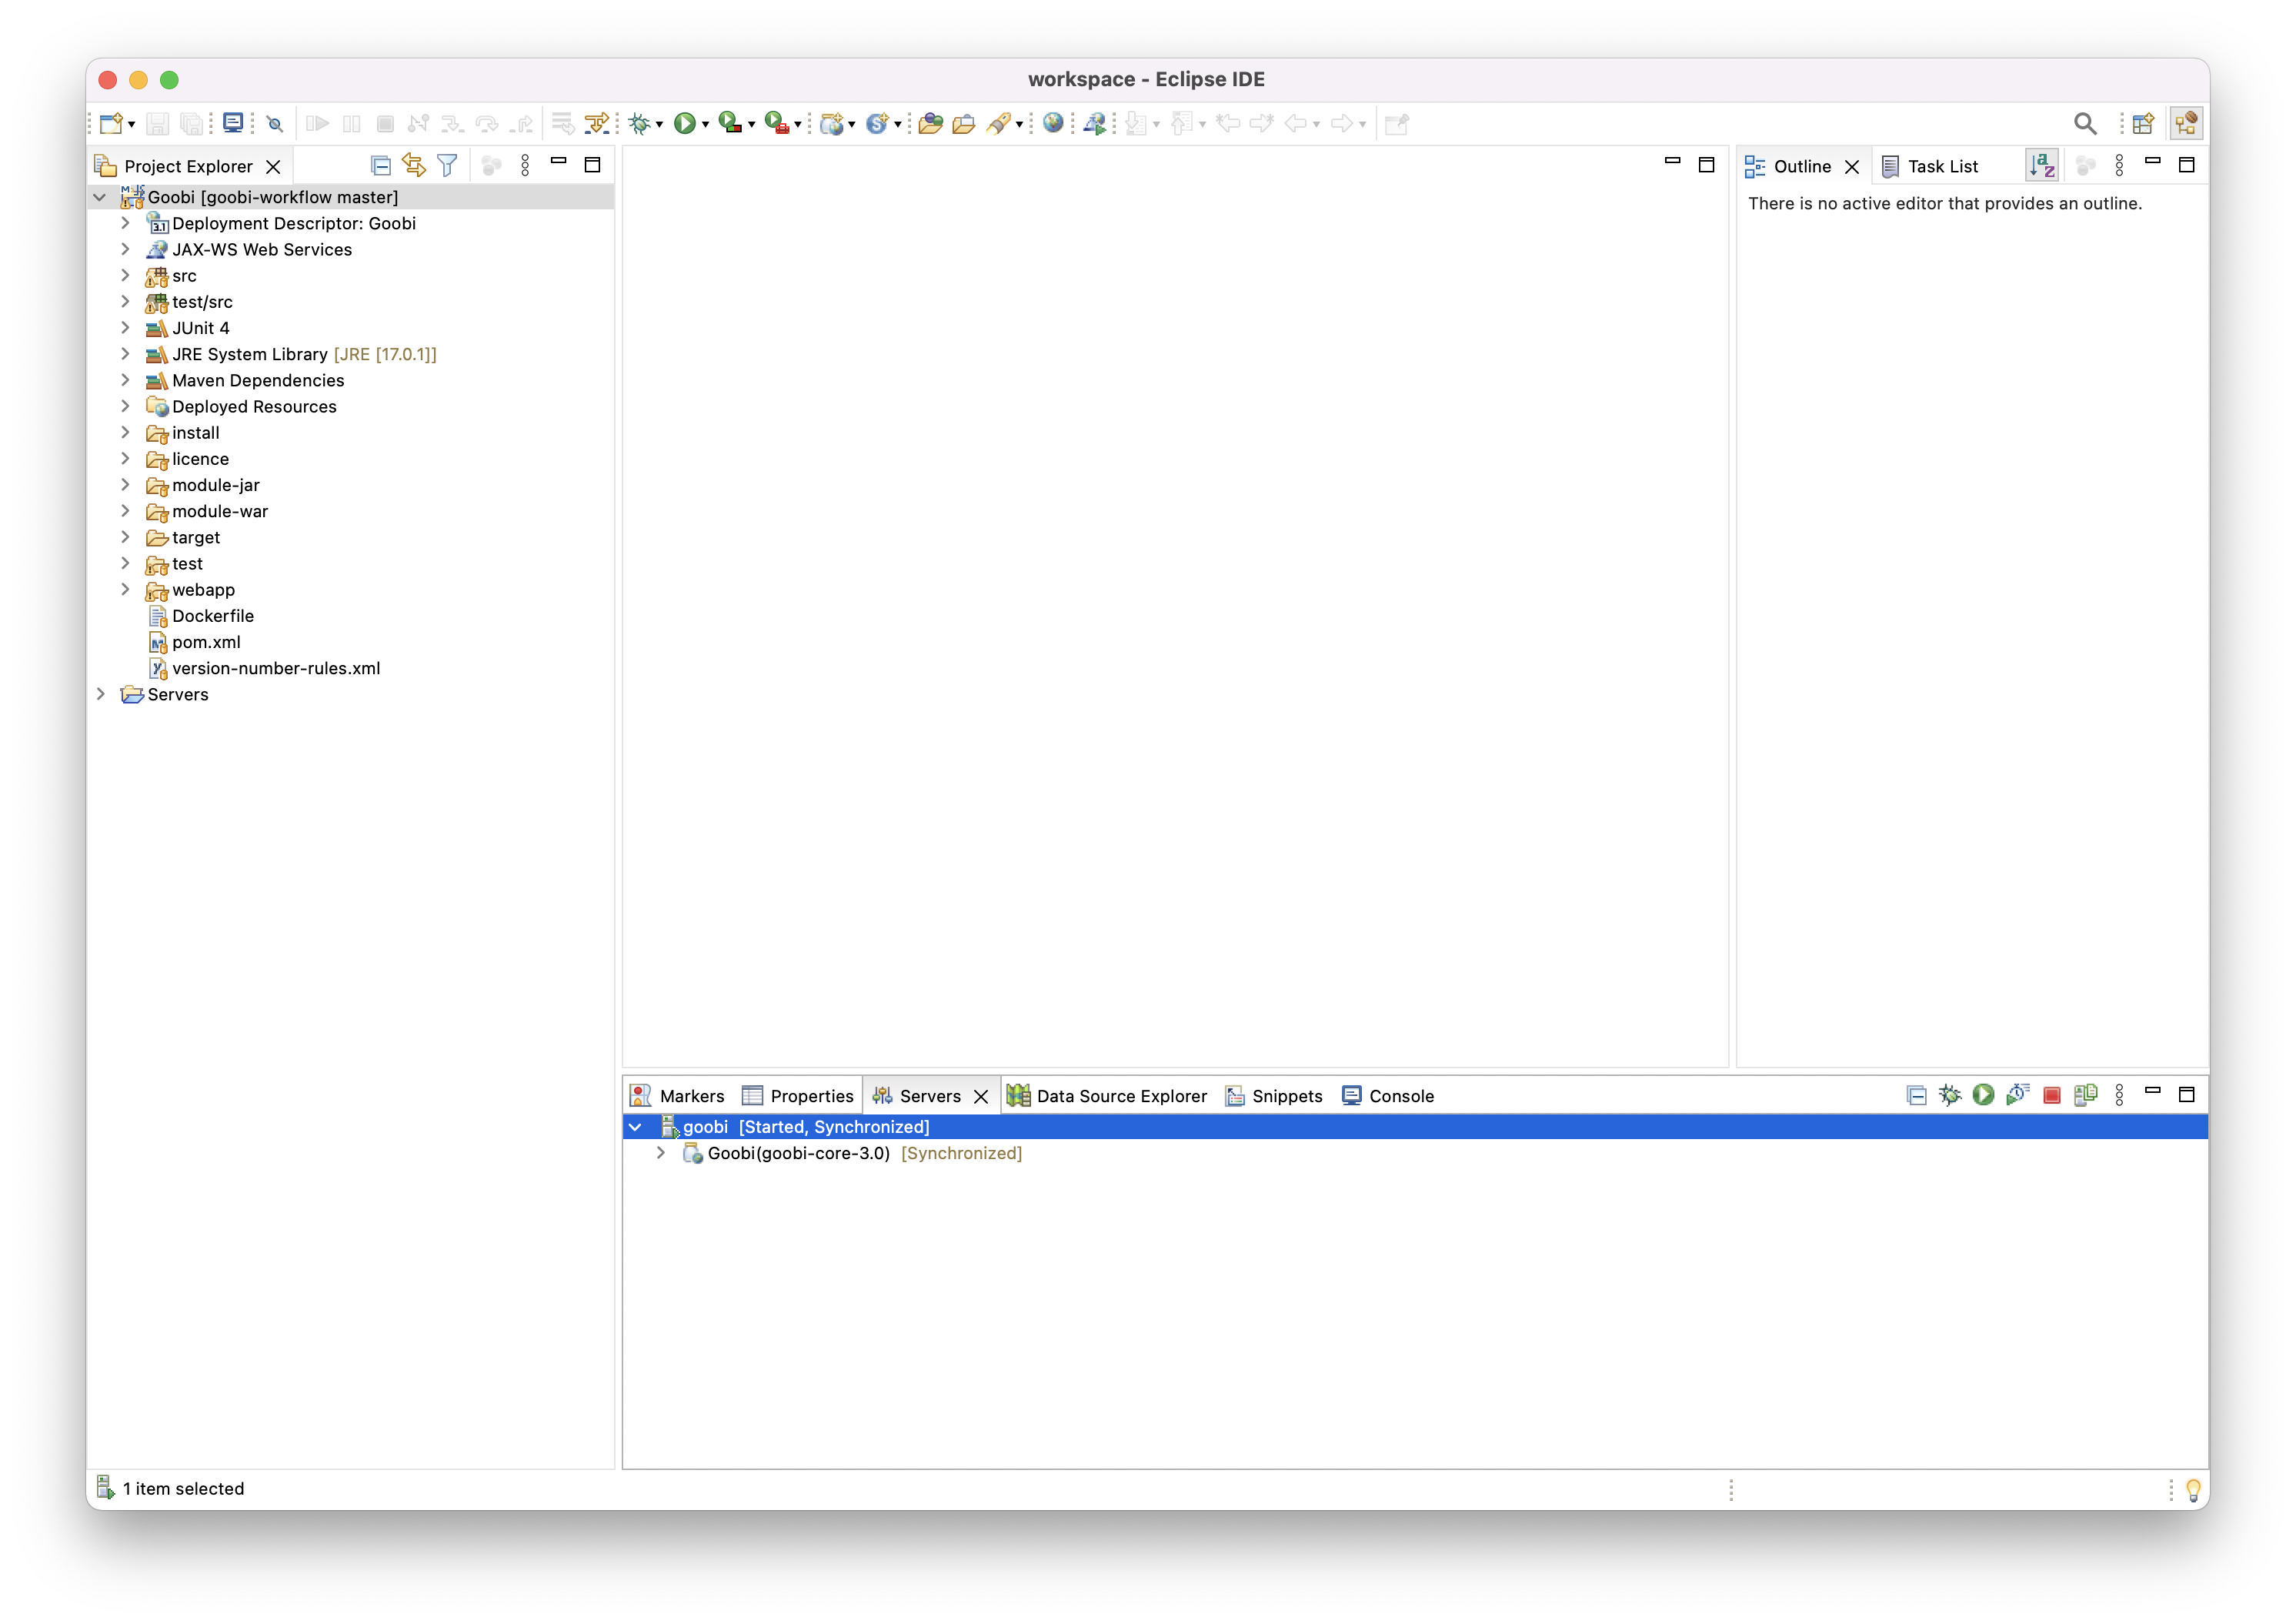 workspace - Eclipse IDE
Project Explorer
Goobi [goobi-workflow master]
Deployment Descriptor: Goobi
JAX-WS Web Services
src
test/src
JUnit 4
JRE System Library [JRE [17.0.1]]
Maven Dependencies
Deployed Resources
install
licence
module-jar
module-war
target
test
webapp
Dockerfile
pom.xml
version-number-rules.xml
Servers
Outline
Task List
There is no active editor that provides an outline.
Markers
Properties
Servers
Data Source Explorer
Snippets
Console
goobi [Started, Synchronized]
Goobi(goobi-core-3.0) [Synchronized]
1 item selected